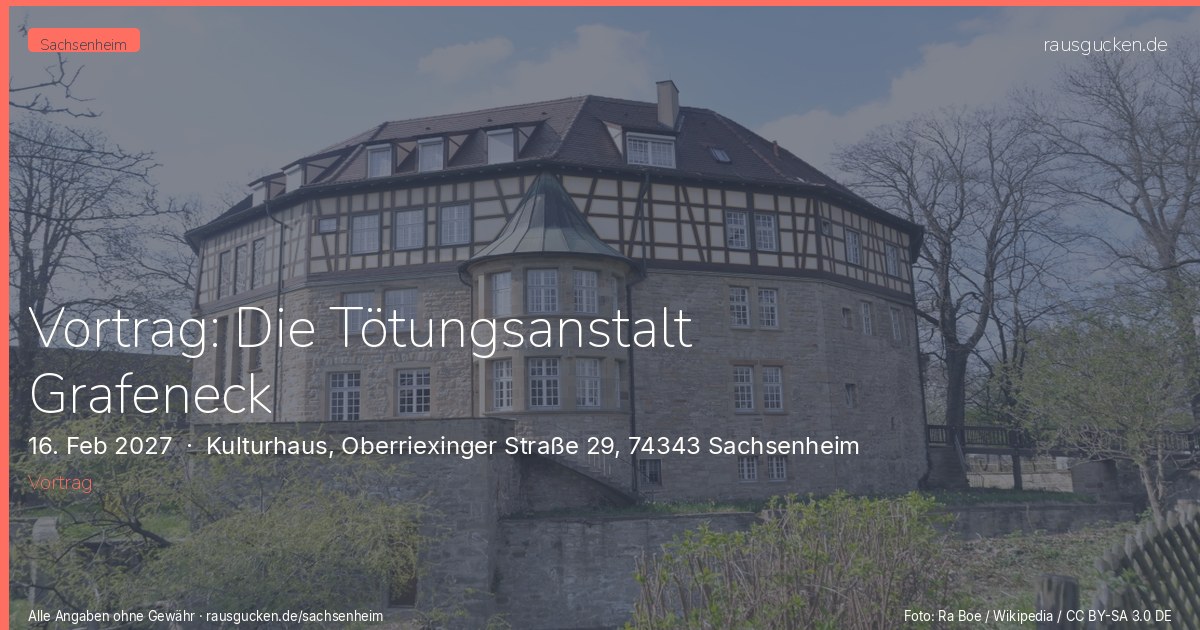 Sachsenheim
rausgucken.de
Vortrag: Die Tötungsanstalt
Grafeneck
16. Feb 2027 · Kulturhaus, Oberriexinger Straße 29, 74343 Sachsenheim
Vortrag
Alle Angaben ohne Gewähr · rausgucken.de/sachsenheim
Foto: Ra Boe / Wikipedia / CC BY-SA 3.0 DE